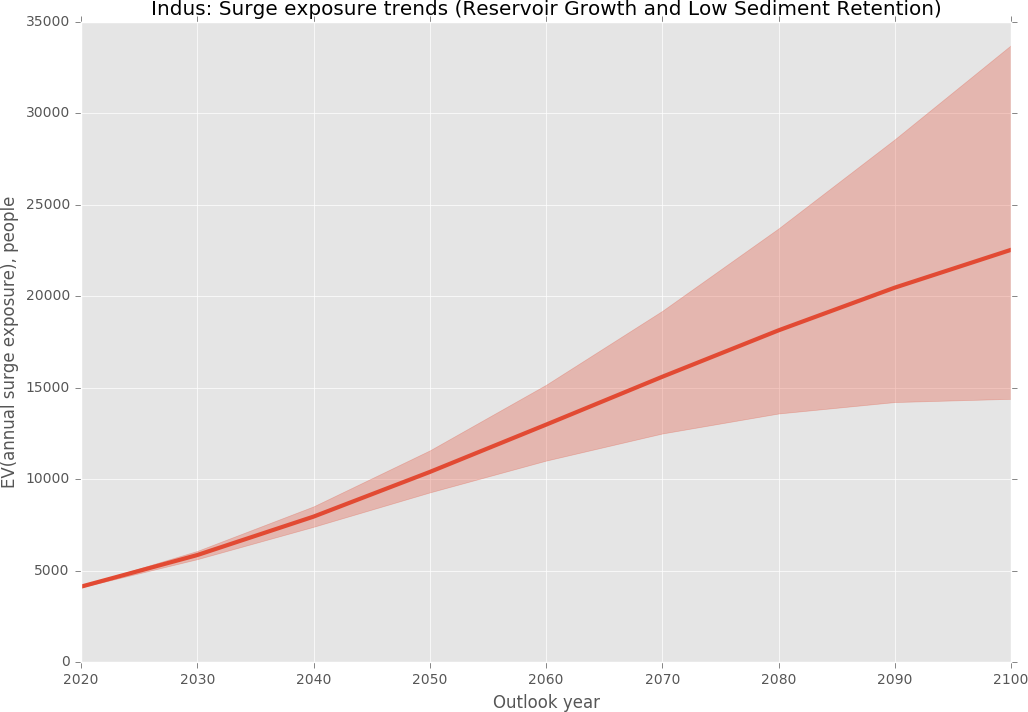 Indus: Surge exposure trends (Reservoir Growth and Low Sediment Retention)
35000
30000
25000
20000
15000
10000
5000
0
EV(annual surge exposure), people
2020 2030 2040 2050 2060 2070 2080 2090 2100
Outlook year